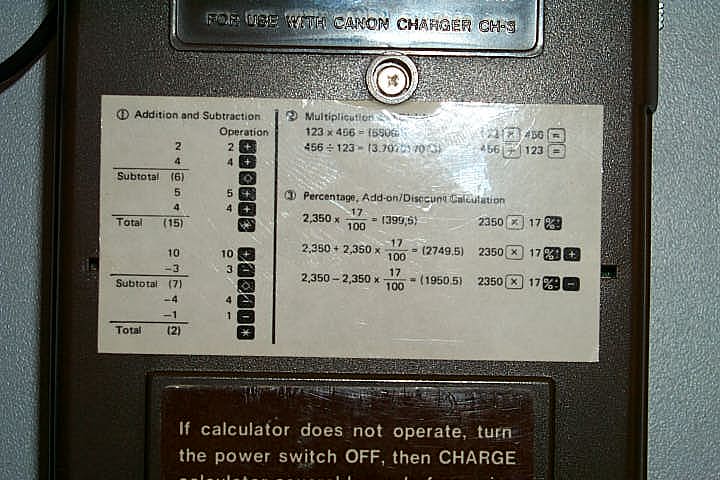 FOR USE WITH CANON CHARGER CH-S
① Addition and Subtraction
Operation
2 2 +
4 4 +
Subtotal (6) ◇
5 5 +
4 4 +
Total (15) *
10 10 +
−3 3 −
Subtotal (7) ◇
−4 4 −
−1 1 −
Total (2) *
② Multiplication
123 x 456 = 123 × 456 =
456 ÷ 123 = 456 ÷ 123 =
③ Percentage, Add-on/Discount Calculation
2,350 x 17/100 = (399.5) 2350 × 17 %
2,350 + 2,350 x 17/100 = (2749.5) 2350 × 17 % +
2,350 − 2,350 x 17/100 = (1950.5) 2350 × 17 % −
If calculator does not operate, turn
the power switch OFF, then CHARGE